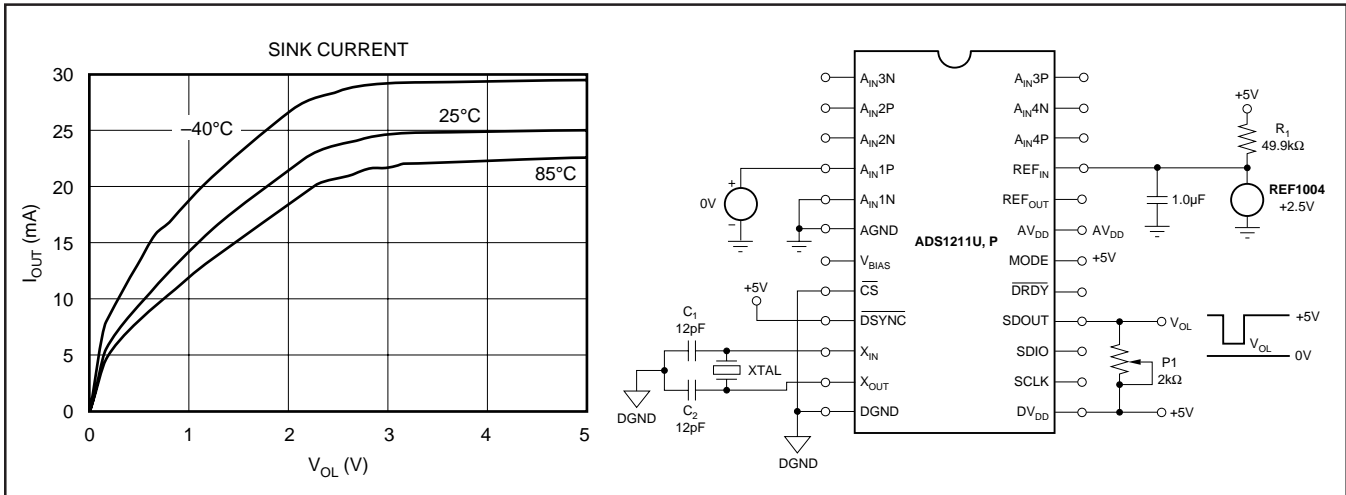 SINK CURRENT
30
25
20
15
10
5
0
0 1 2 3 4 5
I_OUT (mA)
V_OL (V)
–40°C
25°C
85°C
A_IN3N
A_IN2P
A_IN2N
A_IN1P
A_IN1N
AGND
V_BIAS
CS
DSYNC
X_IN
X_OUT
DGND
ADS1211U, P
A_IN3P
A_IN4N
A_IN4P
REF_IN
REF_OUT
AV_DD
MODE
DRDY
SDOUT
SDIO
SCLK
DV_DD
+
0V
–
+5V
C1
12pF
XTAL
C2
12pF
DGND
DGND
+5V
R1
49.9kΩ
1.0µF
REF1004
+2.5V
AV_DD
+5V
V_OL
P1
2kΩ
+5V
+5V
V_OL
0V